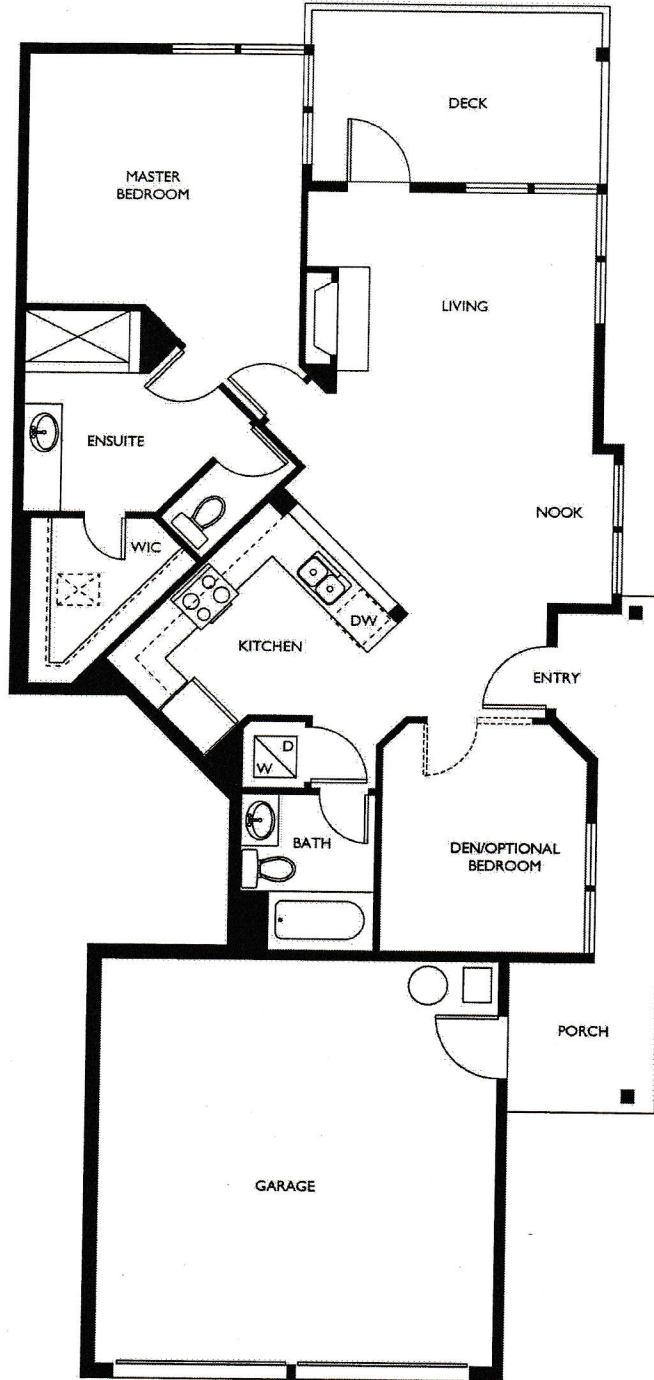 DECK
MASTER
BEDROOM
LIVING
ENSUITE
NOOK
WIC
DW
KITCHEN
ENTRY
D
W
BATH
DEN/OPTIONAL
BEDROOM
PORCH
GARAGE